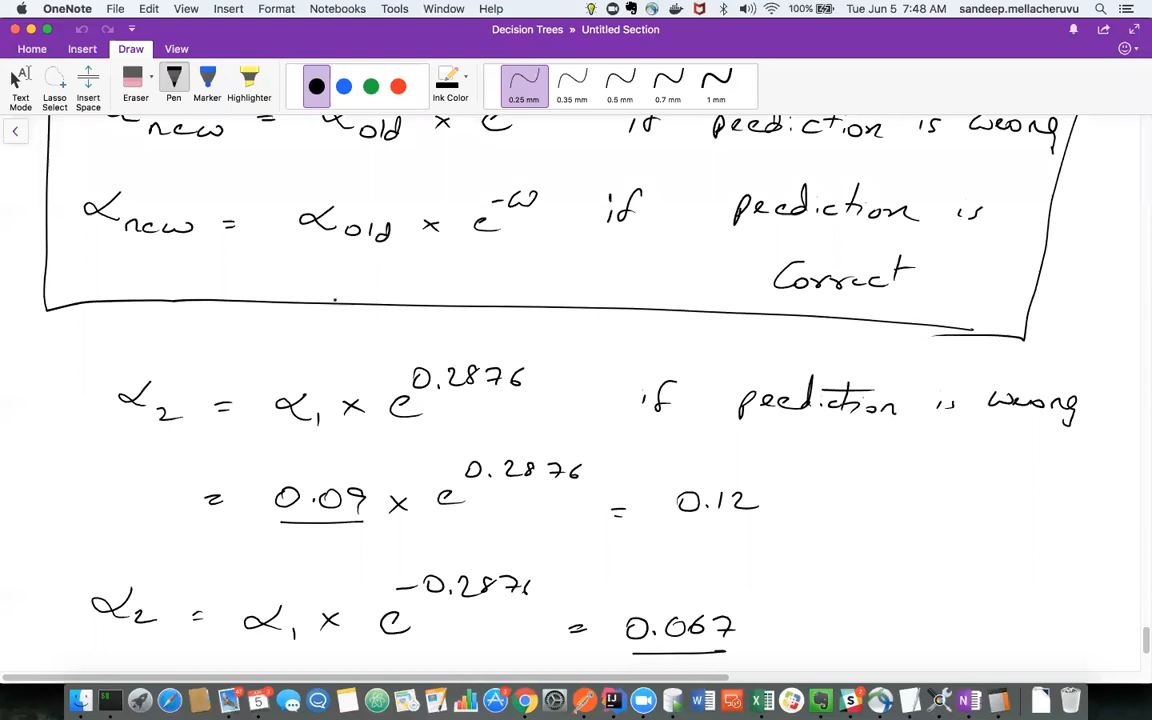 OneNote File Edit View Insert Format Notebooks Tools Window Help 100% Tue Jun 5 7:48 AM sandeep.mellacheruvu
Decision Trees » Untitled Section
Home Insert Draw View
Text Mode Lasso Select Insert Space Eraser Pen Marker Highlighter Ink Color 0.25 mm 0.35 mm 0.5 mm 0.7 mm 1 mm
α new = α old × e if prediction is wrong
α new = α old × e^-ω if prediction is
Correct
α2 = α1 × e^0.2876 if prediction is wrong
= 0.09 × e^0.2876 = 0.12
α2 = α1 × e^-0.2876 = 0.067